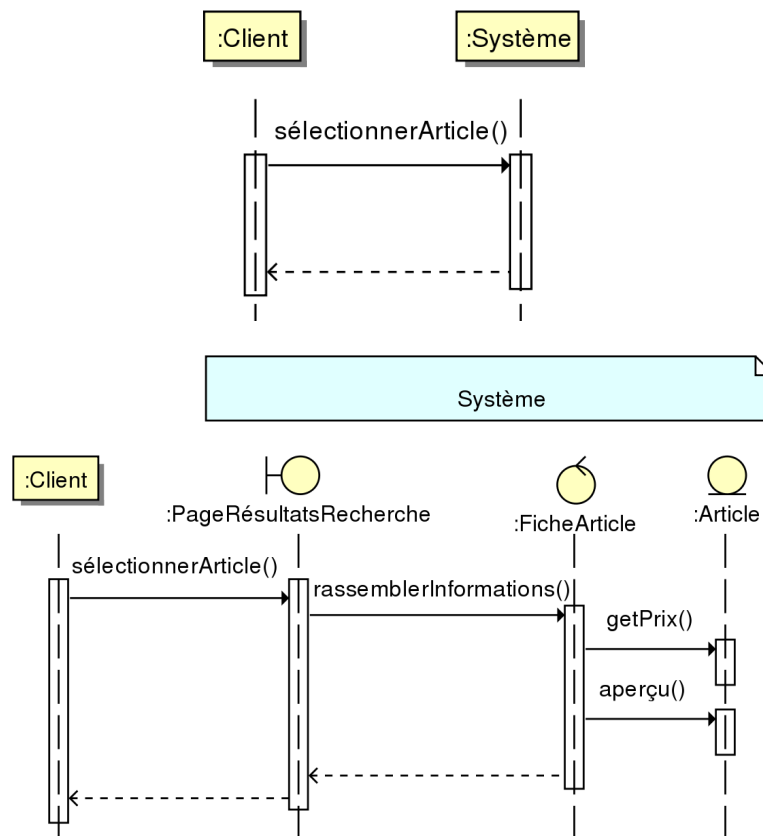 :Client
:Système
sélectionnerArticle()
Système
:Client
:PageRésultatsRecherche
:FicheArticle
:Article
sélectionnerArticle()
rassemblerInformations()
getPrix()
aperçu()